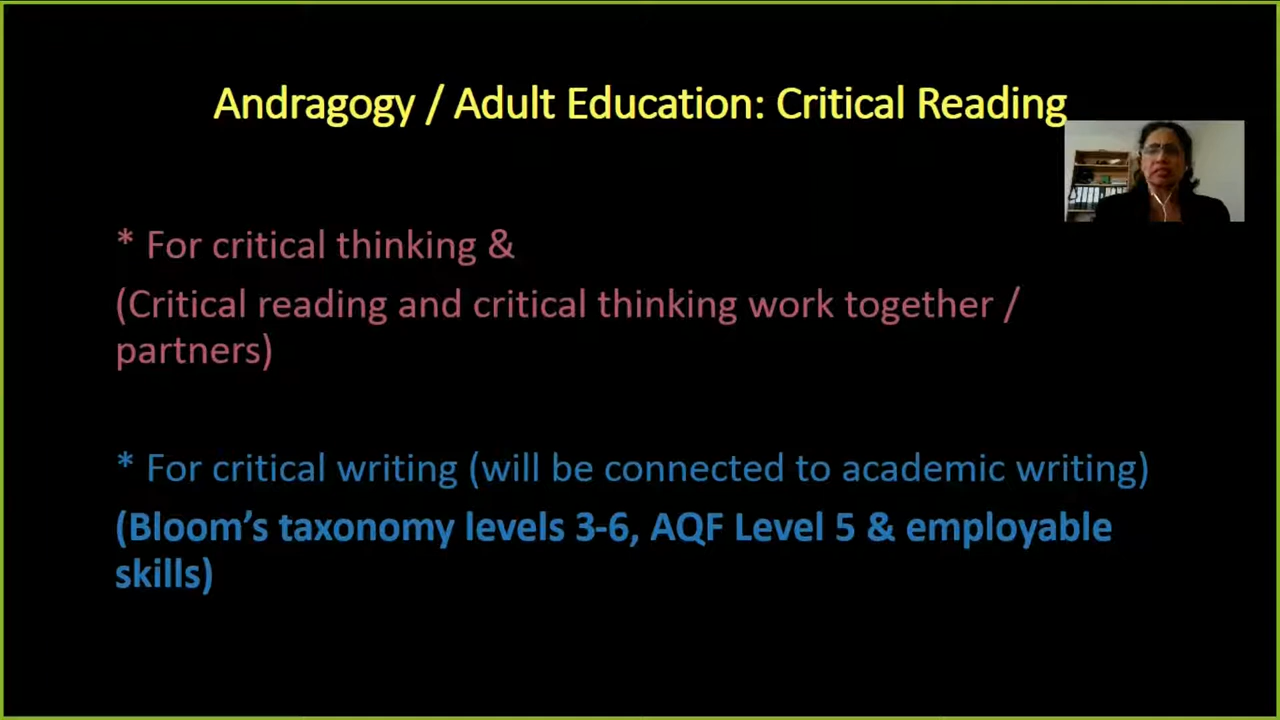 Andragogy / Adult Education: Critical Reading
* For critical thinking &
(Critical reading and critical thinking work together /
partners)
* For critical writing (will be connected to academic writing)
(Bloom’s taxonomy levels 3-6, AQF Level 5 & employable
skills)